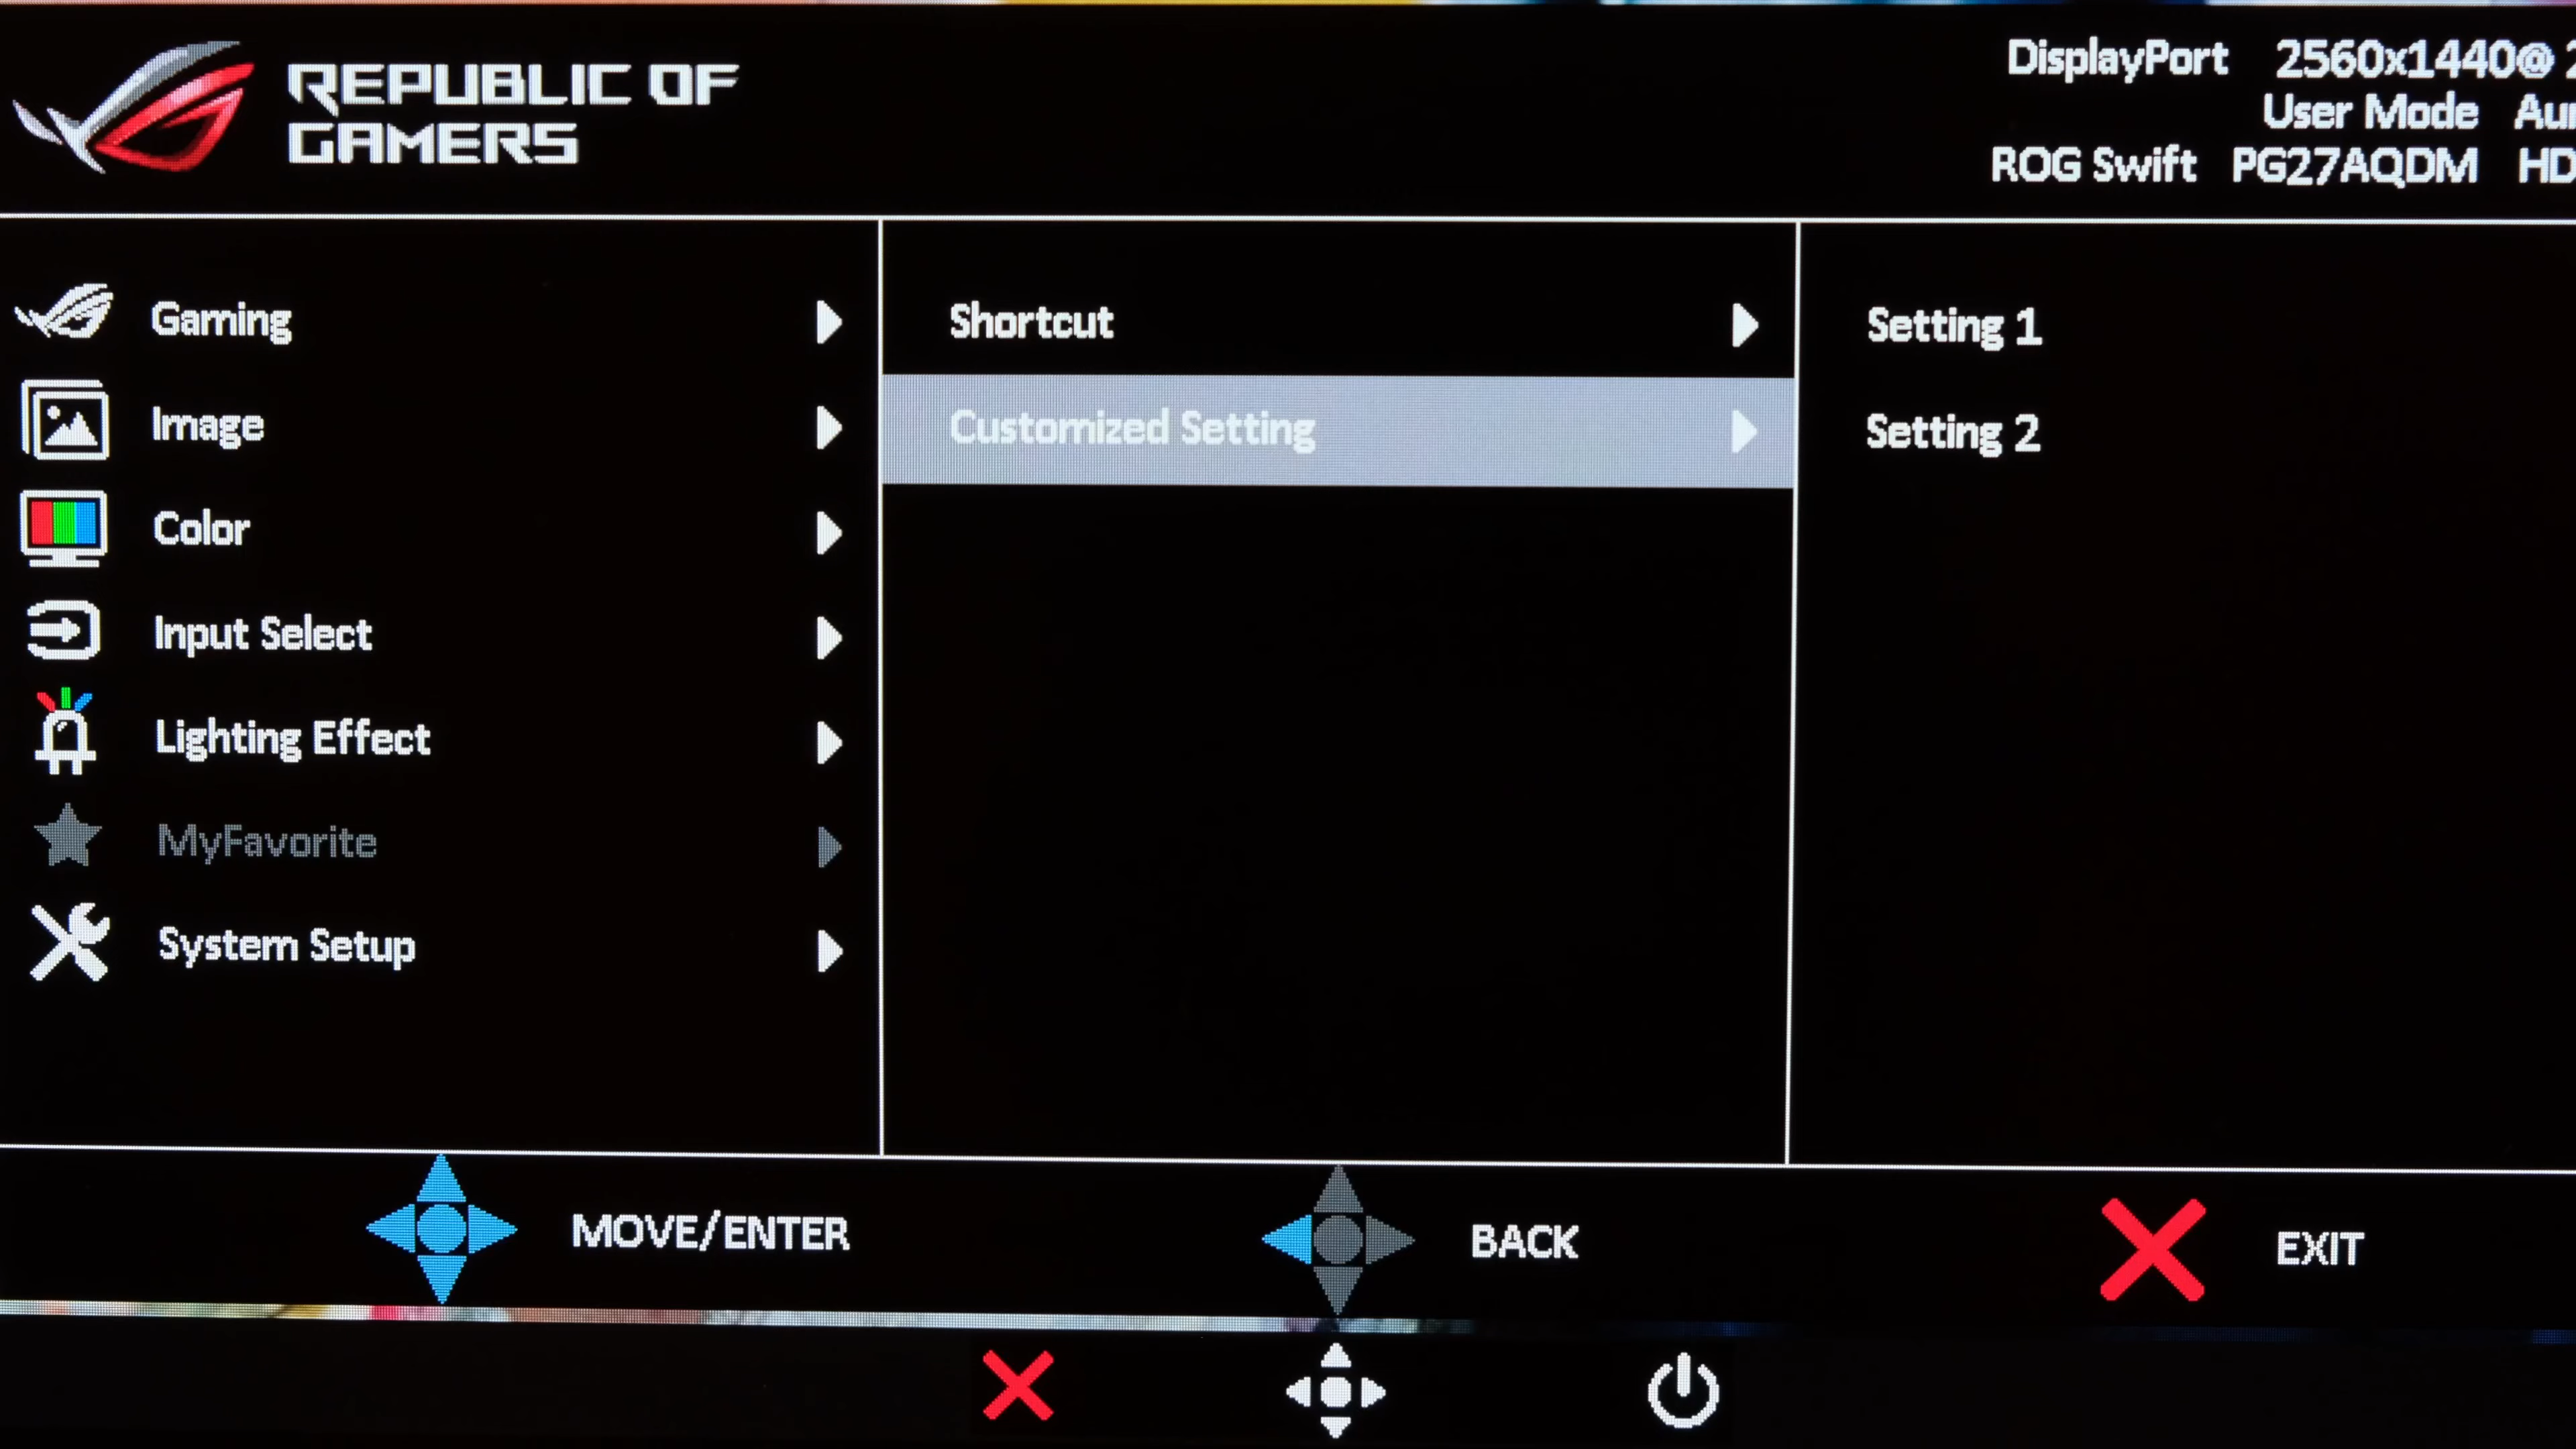 REPUBLIC OF
GAMERS
DisplayPort 2560x1440@
User Mode
ROG Swift PG27AQDM HD
Gaming
Image
Color
Input Select
Lighting Effect
MyFavorite
System Setup
Shortcut
Customized Setting
Setting 1
Setting 2
MOVE/ENTER
BACK
EXIT